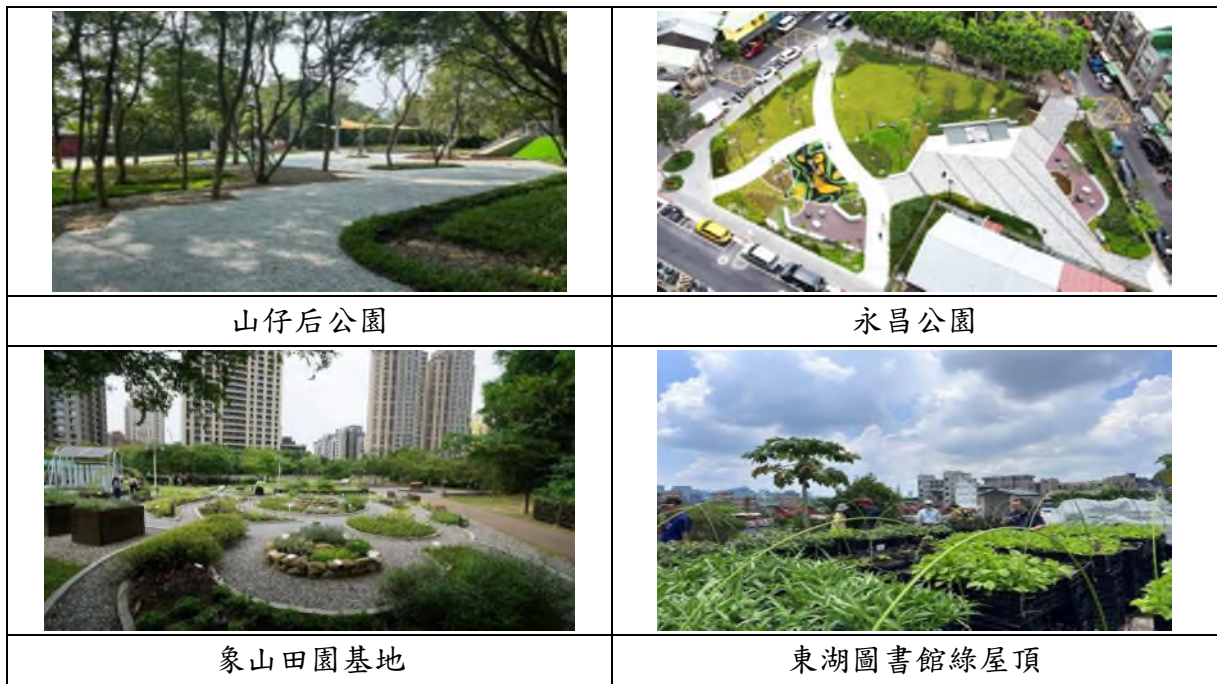 山仔后公園
永昌公園
象山田園基地
東湖圖書館綠屋頂